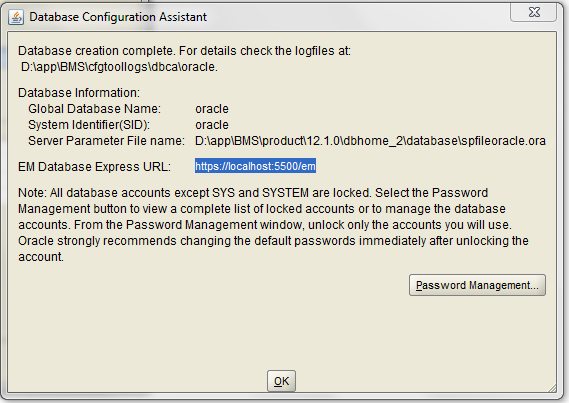 Database Configuration Assistant
Database creation complete. For details check the logfiles at:
D:\app\BMS\cfgtoollogs\dbca\oracle.
Database Information:
Global Database Name: oracle
System Identifier(SID): oracle
Server Parameter File name: D:\app\BMS\product\12.1.0\dbhome_2\database\spfileoracle.ora
EM Database Express URL: https://localhost:5500/em
Note: All database accounts except SYS and SYSTEM are locked. Select the Password
Management button to view a complete list of locked accounts or to manage the database
accounts. From the Password Management window, unlock only the accounts you will use.
Oracle strongly recommends changing the default passwords immediately after unlocking the
account.
Password Management...
OK